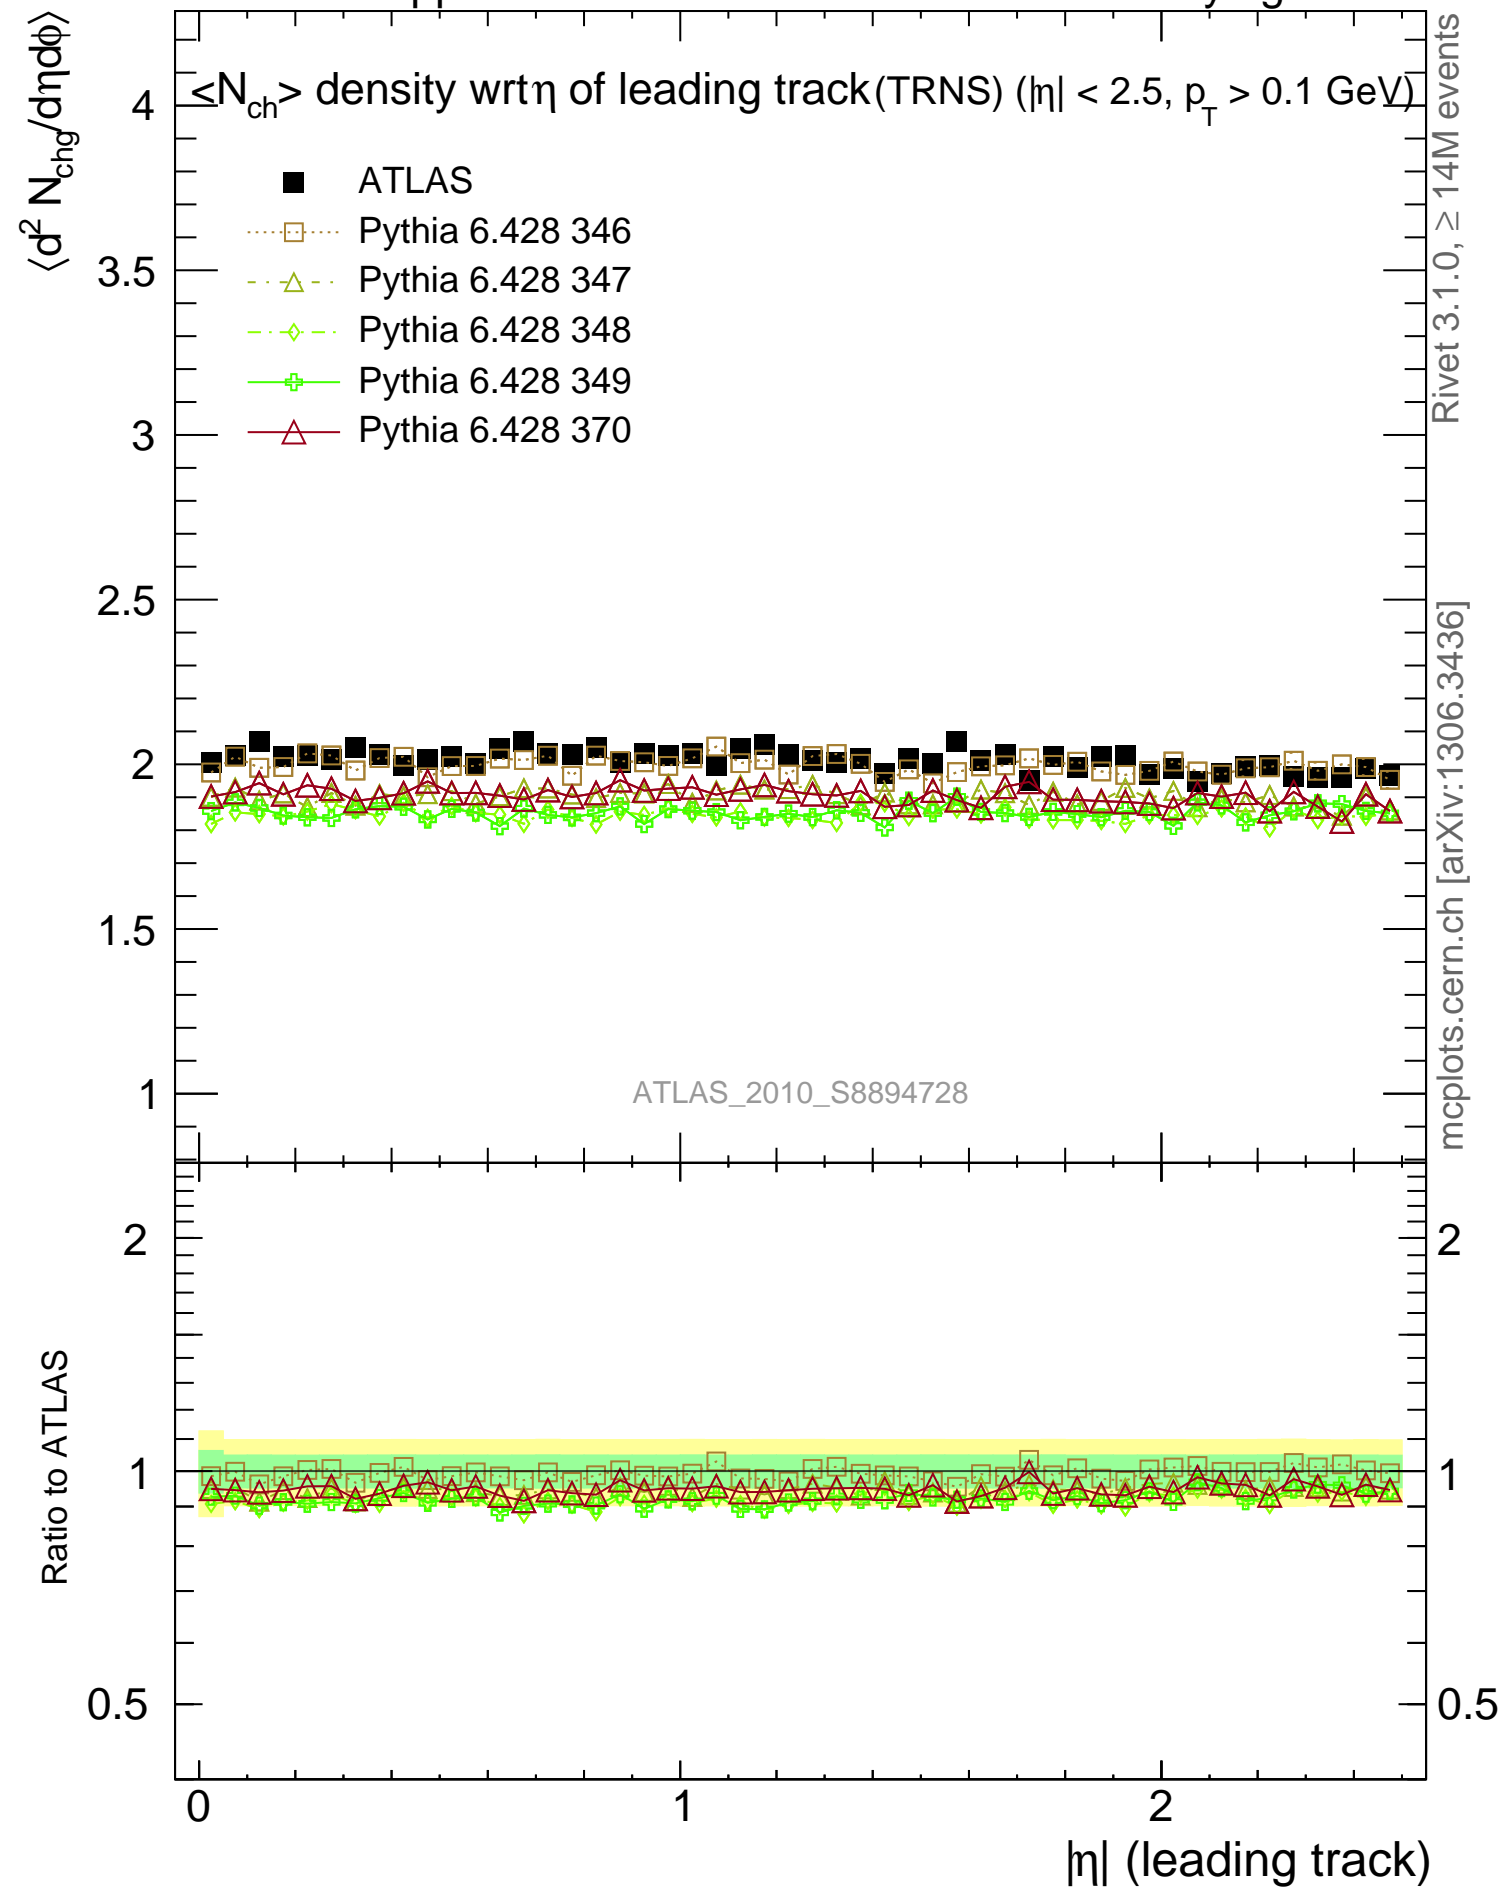 <N_ch> density wrt η of leading track (TRNS) (|η| < 2.5, p_T > 0.1 GeV)
⟨d² N_chg/dηdϕ⟩
ATLAS
Pythia 6.428 346
Pythia 6.428 347
Pythia 6.428 348
Pythia 6.428 349
Pythia 6.428 370
4
3.5
3
2.5
2
1.5
1
ATLAS_2010_S8894728
Rivet 3.1.0, ≥ 14M events
mcplots.cern.ch [arXiv:1306.3436]
Ratio to ATLAS
2
1
0.5
2
1
0.5
0
1
2
|η| (leading track)